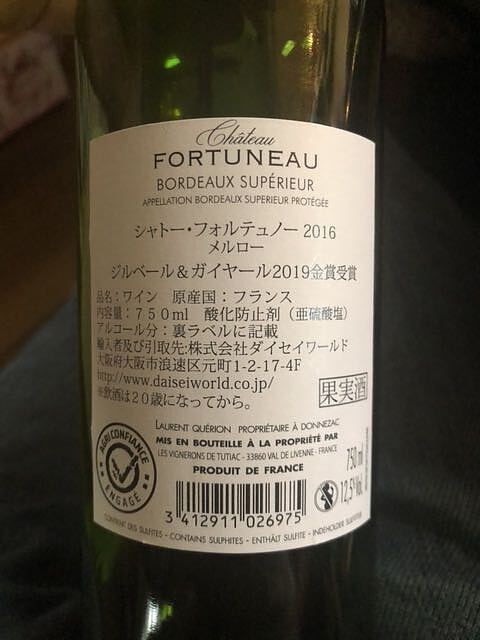 Château
FORTUNEAU
BORDEAUX SUPÉRIEUR
APPELLATION BORDEAUX SUPERIEUR PROTÉGÉE
シャトー・フォルテュノー 2016
メルロー
ジルベール＆ガイヤール2019金賞受賞
品名：ワイン 原産国：フランス
内容量：750ml 酸化防止剤（亜硫酸塩）
アルコール分：裏ラベルに記載
輸入者及び引取先:株式会社ダイセイワールド
大阪府大阪市浪速区元町1-2-17-4F
http://www.daiseiworld.co.jp/
※飲酒は20歳になってから。
果実酒
LAURENT QUÉRION PROPRIÉTAIRE À DONNEZAC
MIS EN BOUTEILLE À LA PROPRIÉTÉ PAR
LES VIGNERONS DE TUTIAC - 33860 VAL DE LIVENNE - FRANCE
PRODUIT DE FRANCE
AGRI CONFIANCE
ENGAGÉ
750 ml
12,5%Vol.
3 412911 026975
CONTIENT DES SULFITES - CONTAINS SULPHITES - ENTHÄLT SULFITE - INDEHOLDER SULFITTER